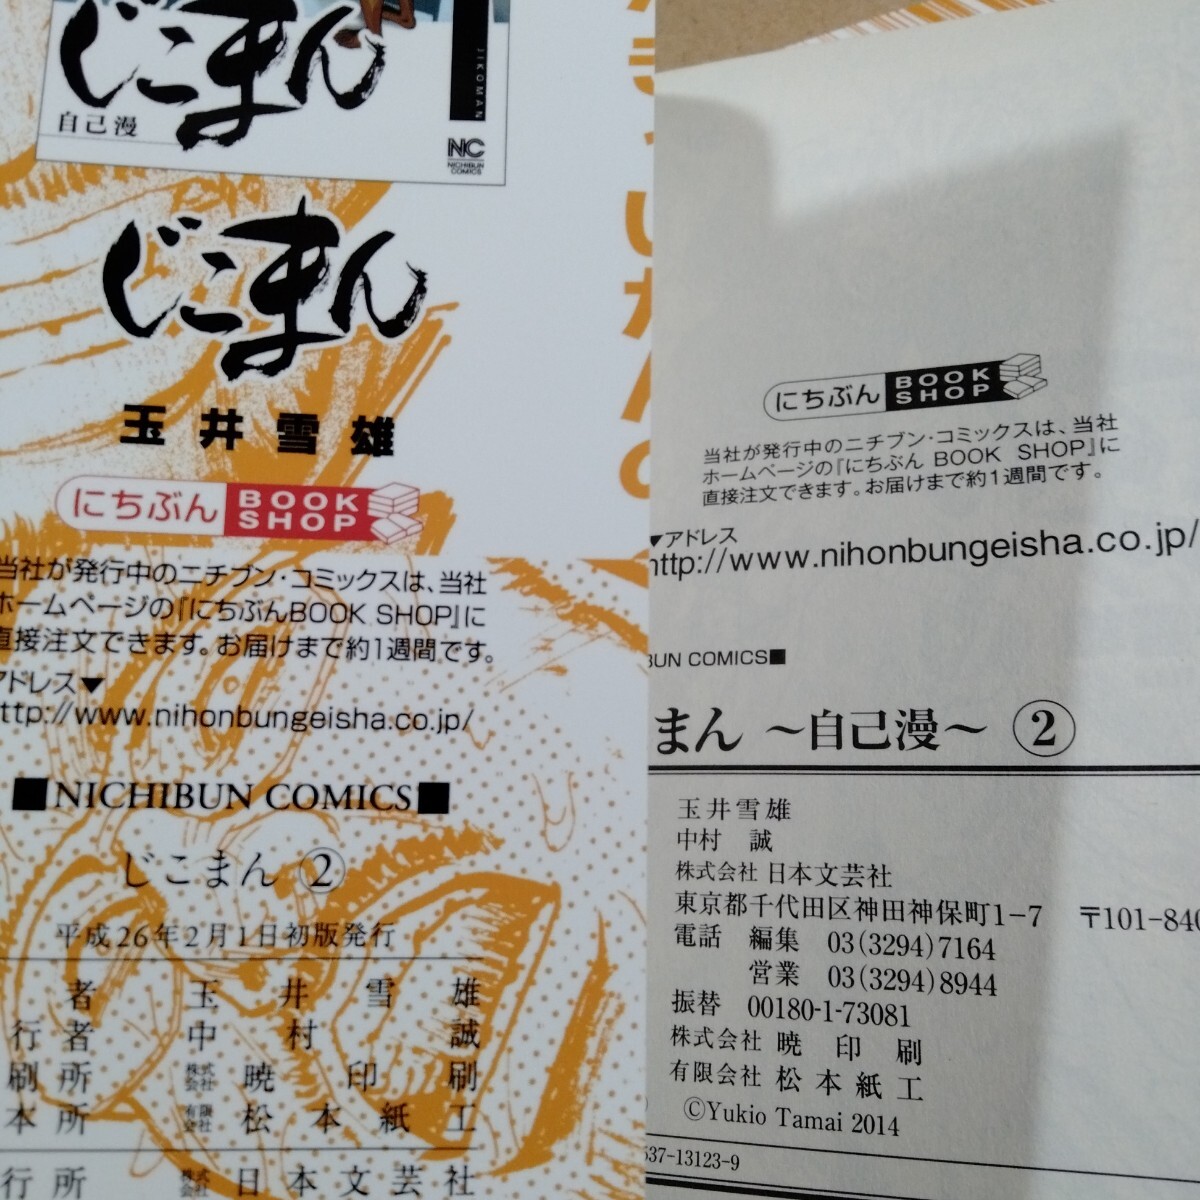 じこまん
自己漫
JIKOMAN
NC
NICHIBUN
COMICS
じこまん
玉井雪雄
にちぶん BOOK SHOP
当社が発行中のニチブン・コミックスは、当社
ホームページの『にちぶんBOOK SHOP』に
直接注文できます。お届けまで約1週間です。
アドレス▼
ttp://www.nihonbungeisha.co.jp/
■NICHIBUN COMICS■
じこまん ②
平成26年2月1日初版発行
者 玉井雪雄
行者 中村誠
刷所 株式会社 暁印刷
本所 有限会社 松本紙工
行所 株式会社 日本文芸社
にちぶん BOOK SHOP
当社が発行中のニチブン・コミックスは、当社
ホームページの『にちぶん BOOK SHOP』に
直接注文できます。お届けまで約1週間です。
▼アドレス
http://www.nihonbungeisha.co.jp/
BUN COMICS■
まん ～自己漫～ ②
玉井雪雄
中村 誠
株式会社 日本文芸社
東京都千代田区神田神保町1-7 〒101-840
電話 編集 03(3294)7164
営業 03(3294)8944
振替 00180-1-73081
株式会社 暁印刷
有限会社 松本紙工
©Yukio Tamai 2014
537-13123-9